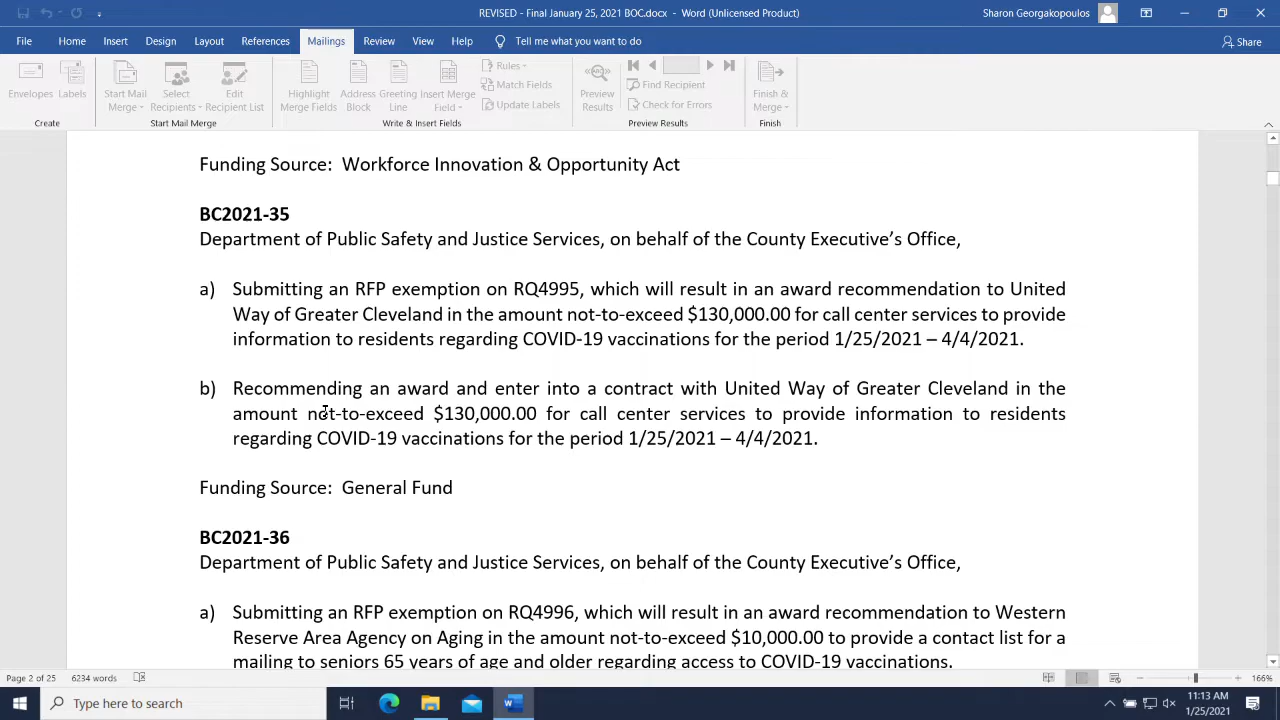 REVISED - Final January 25, 2021 BOC.docx - Word (Unlicensed Product)
Sharon Georgakopoulos
File Home Insert Design Layout References Mailings Review View Help Tell me what you want to do Share
Envelopes Labels
Start Mail Merge Select Recipients Edit Recipient List
Highlight Merge Fields Address Block Greeting Line Insert Merge Field
Rules
Match Fields
Update Labels
Preview Results
Find Recipient
Check for Errors
Finish & Merge
Create Start Mail Merge Write & Insert Fields Preview Results Finish
Funding Source: Workforce Innovation & Opportunity Act
BC2021-35
Department of Public Safety and Justice Services, on behalf of the County Executive’s Office,
a) Submitting an RFP exemption on RQ4995, which will result in an award recommendation to United
Way of Greater Cleveland in the amount not-to-exceed $130,000.00 for call center services to provide
information to residents regarding COVID-19 vaccinations for the period 1/25/2021 – 4/4/2021.
b) Recommending an award and enter into a contract with United Way of Greater Cleveland in the
amount not-to-exceed $130,000.00 for call center services to provide information to residents
regarding COVID-19 vaccinations for the period 1/25/2021 – 4/4/2021.
Funding Source: General Fund
BC2021-36
Department of Public Safety and Justice Services, on behalf of the County Executive’s Office,
a) Submitting an RFP exemption on RQ4996, which will result in an award recommendation to Western
Reserve Area Agency on Aging in the amount not-to-exceed $10,000.00 to provide a contact list for a
mailing to seniors 65 years of age and older regarding access to COVID-19 vaccinations.
Page 2 of 25 6234 words 166%
Type here to search
11:13 AM
1/25/2021